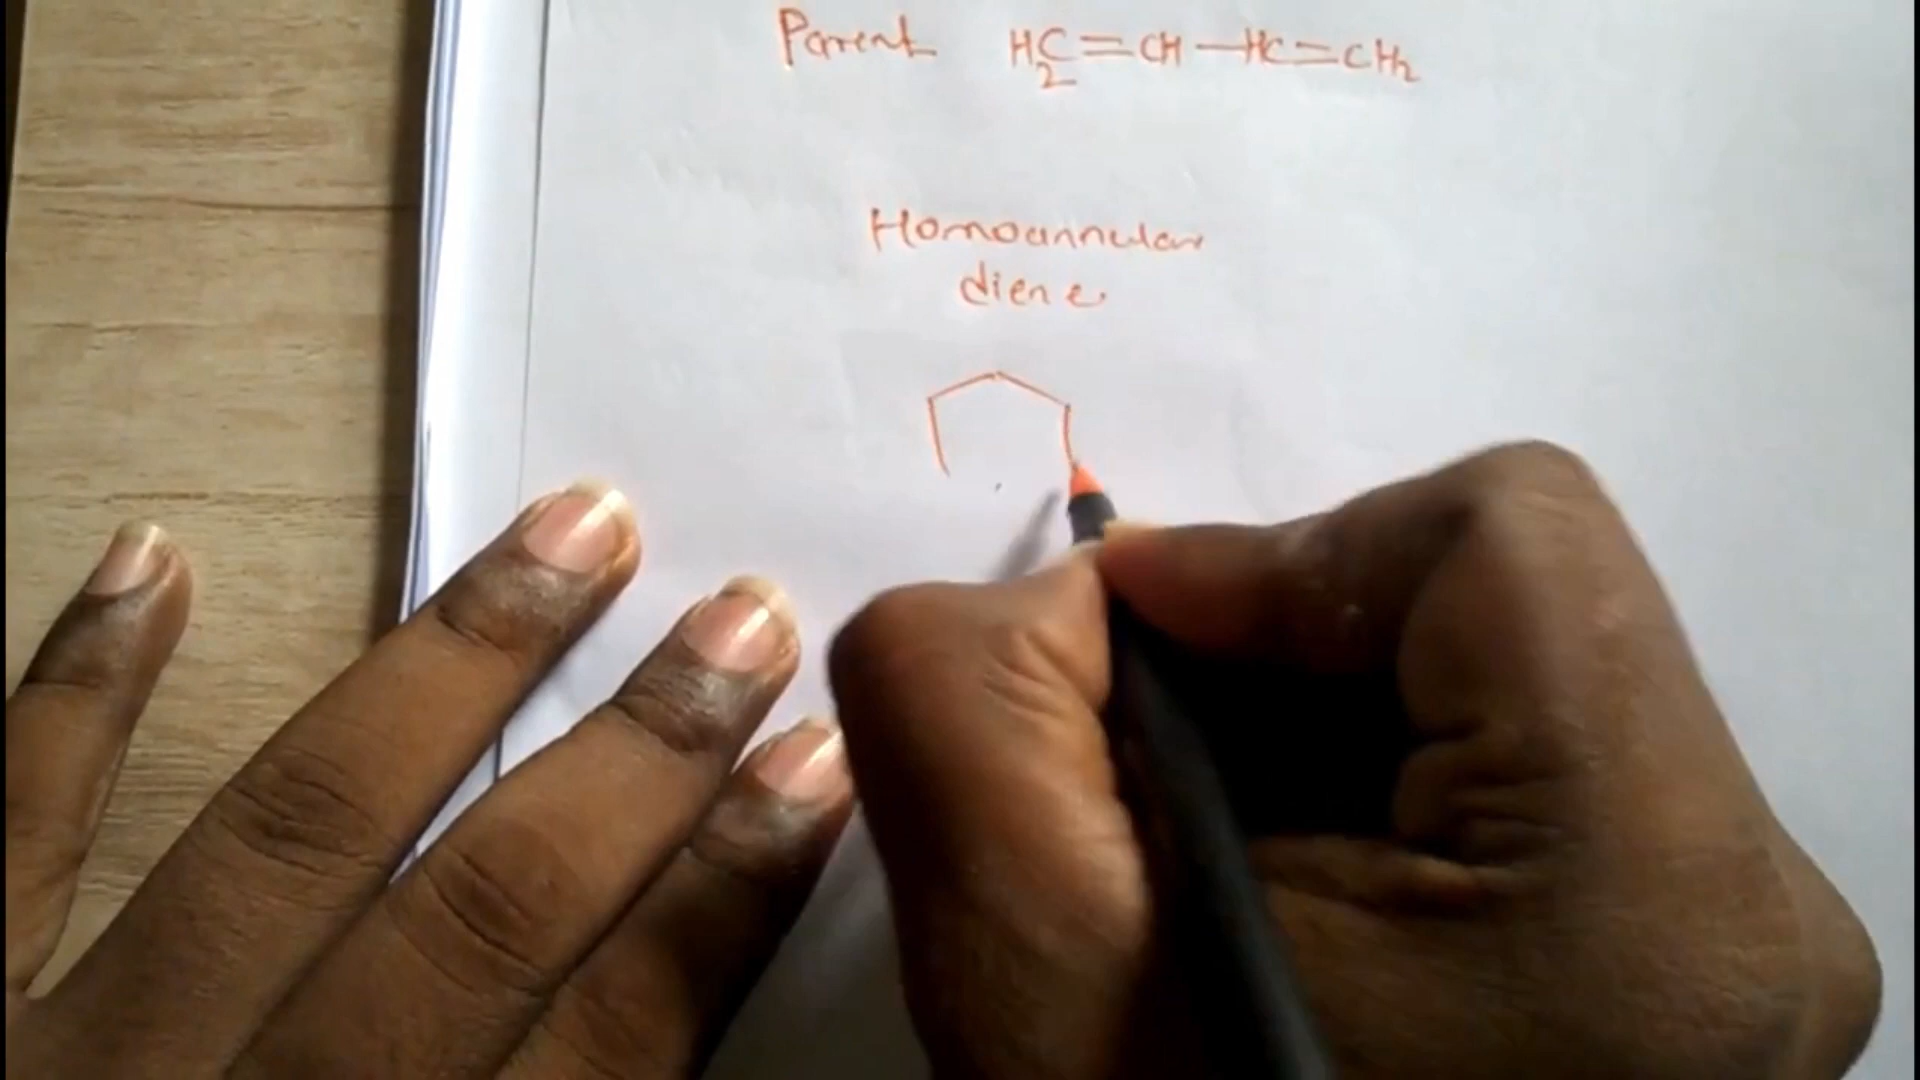 Parent H₂C=CH-HC=CH₂
Homoannular
diene